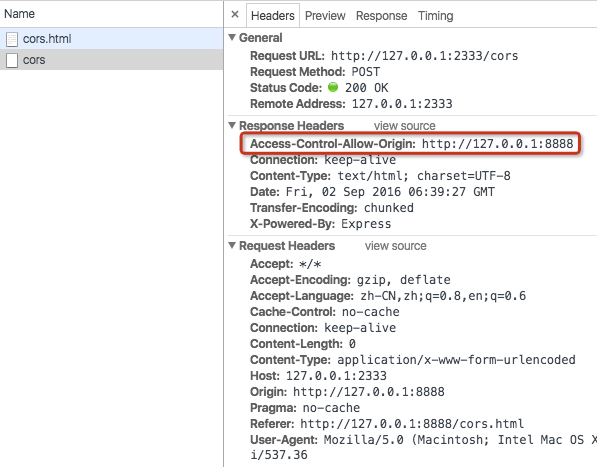 Name
cors.html
cors
× Headers Preview Response Timing
▼ General
Request URL: http://127.0.0.1:2333/cors
Request Method: POST
Status Code: 200 OK
Remote Address: 127.0.0.1:2333
▼ Response Headers view source
Access-Control-Allow-Origin: http://127.0.0.1:8888
Connection: keep-alive
Content-Type: text/html; charset=UTF-8
Date: Fri, 02 Sep 2016 06:39:27 GMT
Transfer-Encoding: chunked
X-Powered-By: Express
▼ Request Headers view source
Accept: */*
Accept-Encoding: gzip, deflate
Accept-Language: zh-CN,zh;q=0.8,en;q=0.6
Cache-Control: no-cache
Connection: keep-alive
Content-Length: 0
Content-Type: application/x-www-form-urlencoded
Host: 127.0.0.1:2333
Origin: http://127.0.0.1:8888
Pragma: no-cache
Referer: http://127.0.0.1:8888/cors.html
User-Agent: Mozilla/5.0 (Macintosh; Intel Mac OS X
i/537.36